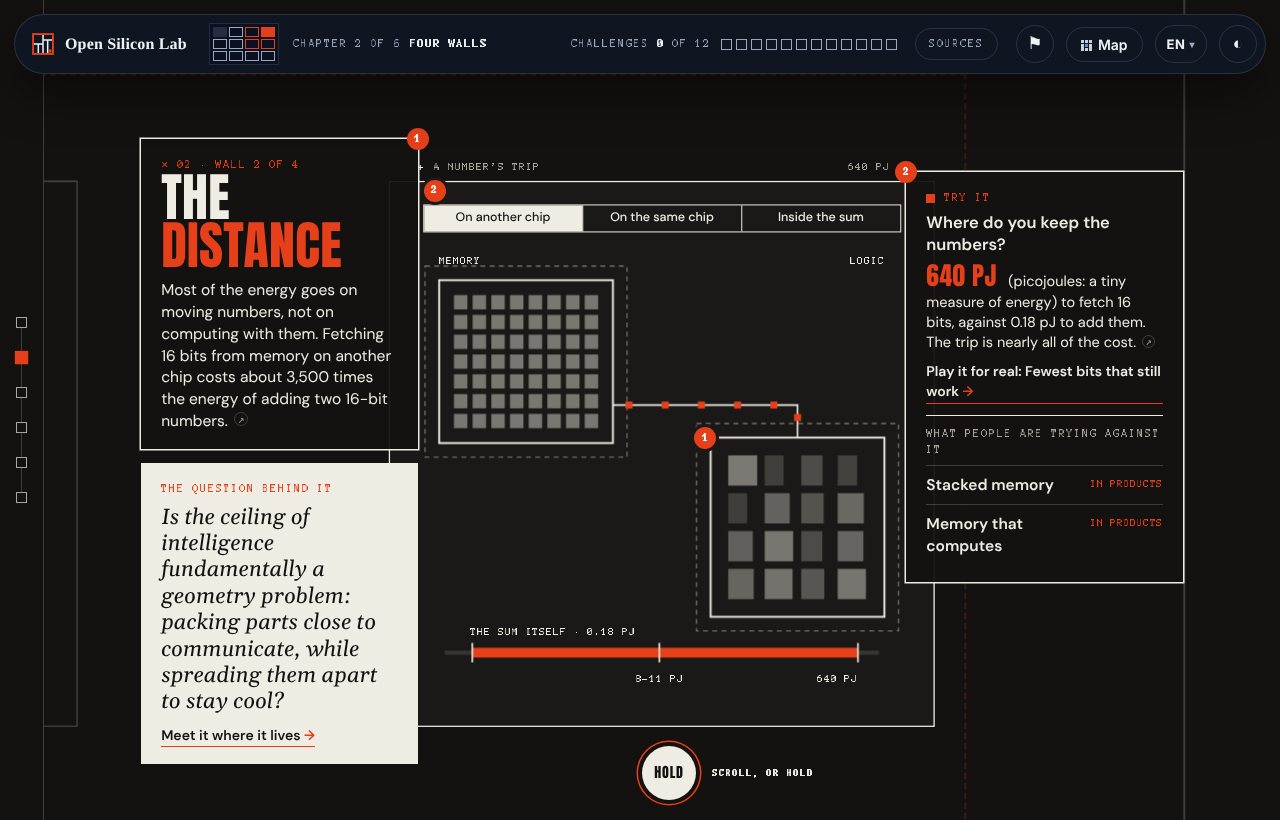 Open Silicon Lab
CHAPTER 2 OF 6 FOUR WALLS
CHALLENGES 0 OF 12
SOURCES
Map
EN
1
× 02 · WALL 2 OF 4
THE
DISTANCE
Most of the energy goes on
moving numbers, not on
computing with them. Fetching
16 bits from memory on another
chip costs about 3,500 times
the energy of adding two 16-bit
numbers.
THE QUESTION BEHIND IT
Is the ceiling of
intelligence
fundamentally a
geometry problem:
packing parts close to
communicate, while
spreading them apart
to stay cool?
Meet it where it lives →
A NUMBER'S TRIP
640 PJ
2
On another chip
On the same chip
Inside the sum
MEMORY
LOGIC
1
THE SUM ITSELF · 0.18 PJ
8–11 PJ
640 PJ
HOLD
SCROLL, OR HOLD
2
TRY IT
Where do you keep the
numbers?
640 PJ (picojoules: a tiny
measure of energy) to fetch 16
bits, against 0.18 pJ to add them.
The trip is nearly all of the cost.
Play it for real: Fewest bits that still
work →
WHAT PEOPLE ARE TRYING AGAINST
IT
Stacked memory
IN PRODUCTS
Memory that
computes
IN PRODUCTS